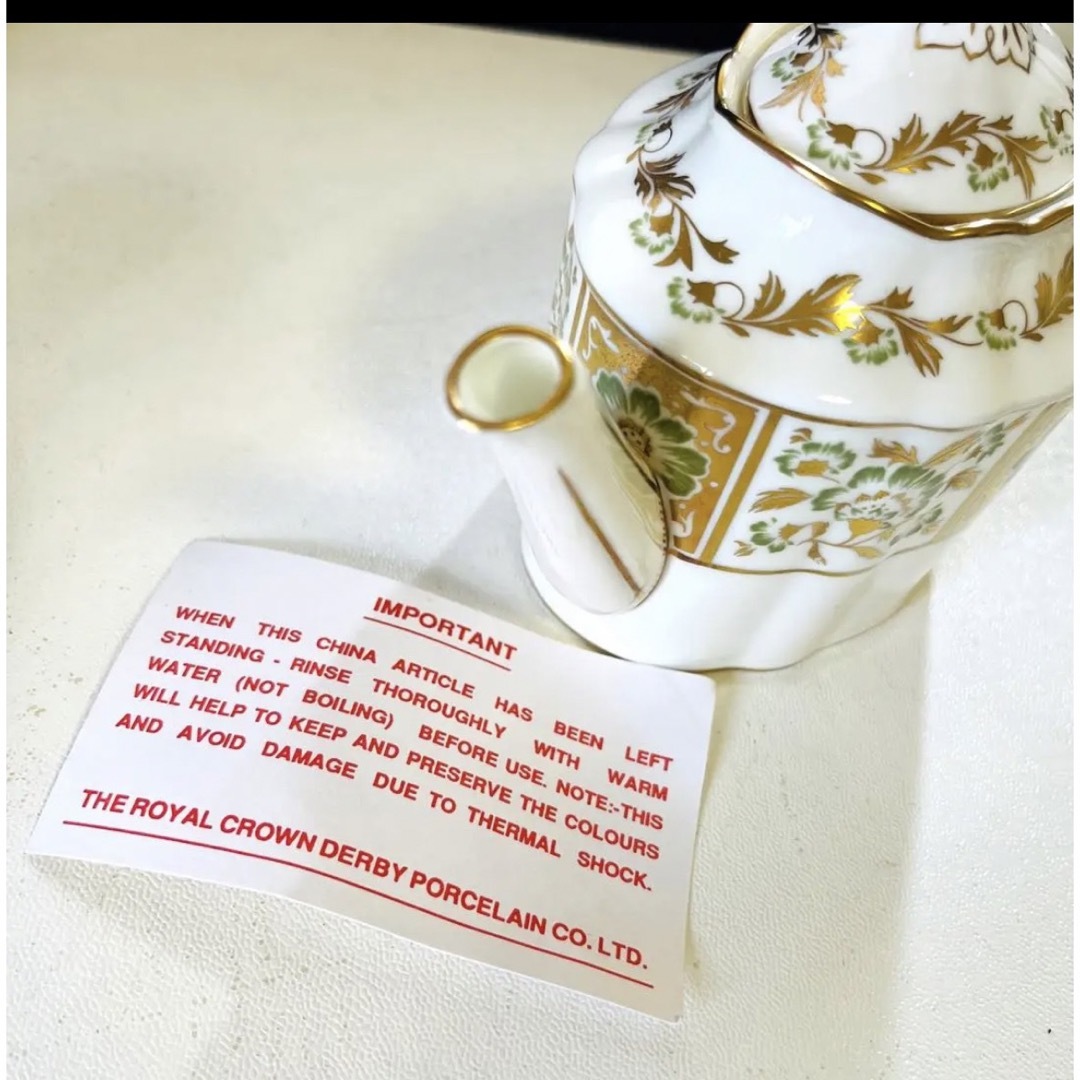 IMPORTANT
WHEN THIS CHINA ARTICLE HAS BEEN LEFT
STANDING - RINSE THOROUGHLY WITH WARM
WATER (NOT BOILING) BEFORE USE. NOTE:-THIS
WILL HELP TO KEEP AND PRESERVE THE COLOURS
AND AVOID DAMAGE DUE TO THERMAL SHOCK.
THE ROYAL CROWN DERBY PORCELAIN CO. LTD.